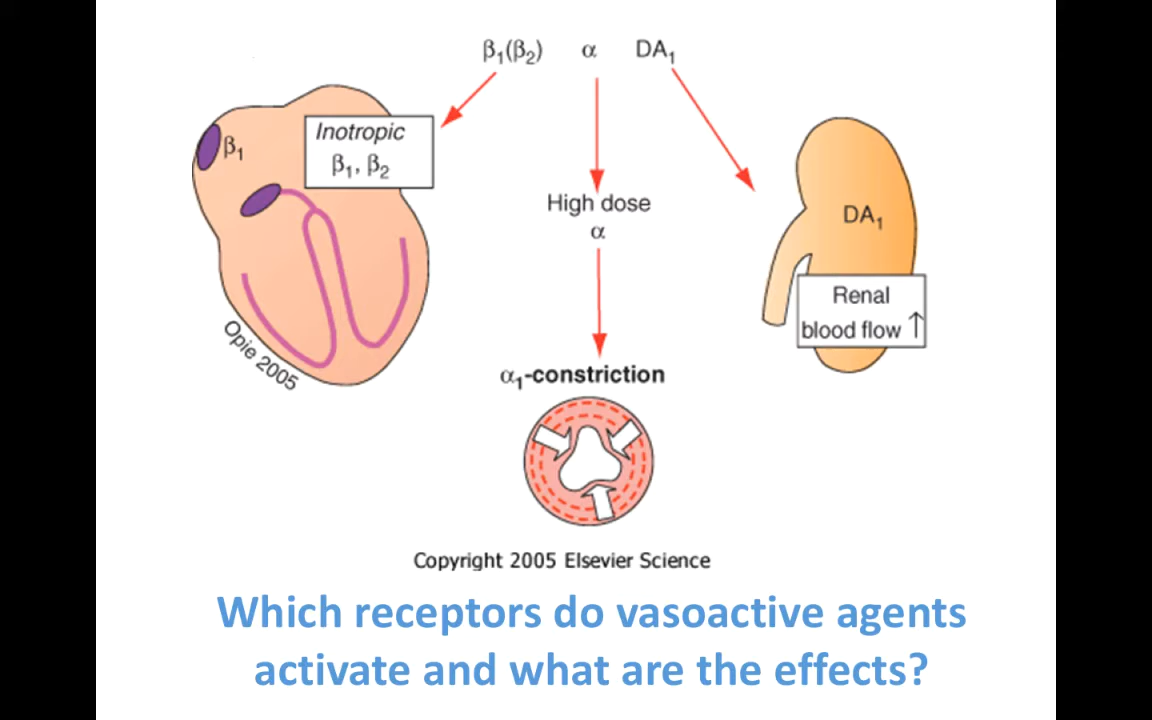 β₁(β₂) α DA₁
β₁
Inotropic
β₁, β₂
High dose
α
DA₁
Renal
blood flow ↑
Opie 2005
α₁-constriction
Copyright 2005 Elsevier Science
Which receptors do vasoactive agents
activate and what are the effects?